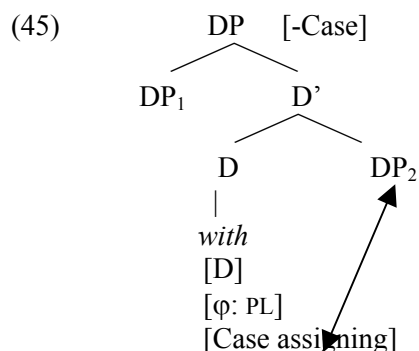 (45) DP [-Case]
DP₁ D’
D DP₂
with
[D]
[φ: PL]
[Case assigning]